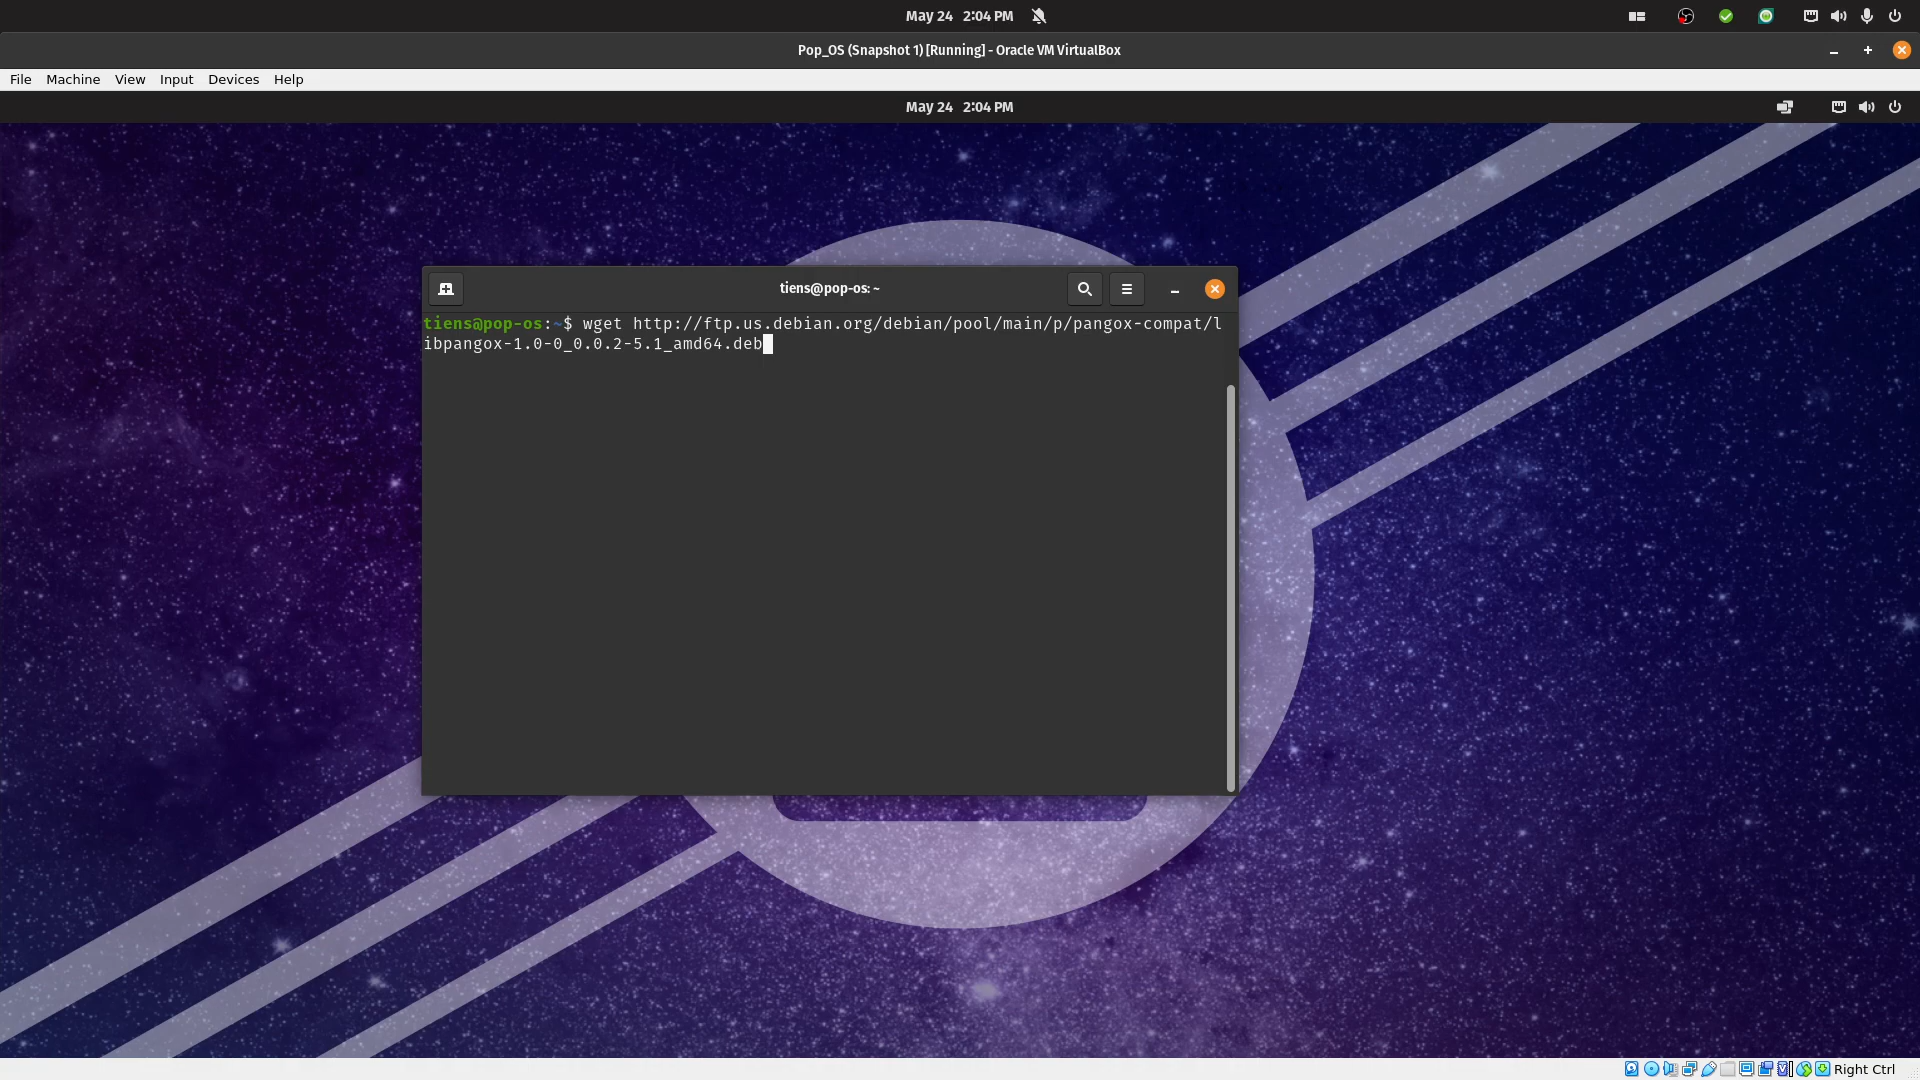 May 24 2:04 PM
Pop_OS (Snapshot 1) [Running] - Oracle VM VirtualBox
File Machine View Input Devices Help
May 24 2:04 PM
tiens@pop-os: ~
tiens@pop-os:~$ wget http://ftp.us.debian.org/debian/pool/main/p/pangox-compat/l
ibpangox-1.0-0_0.0.2-5.1_amd64.deb
Right Ctrl